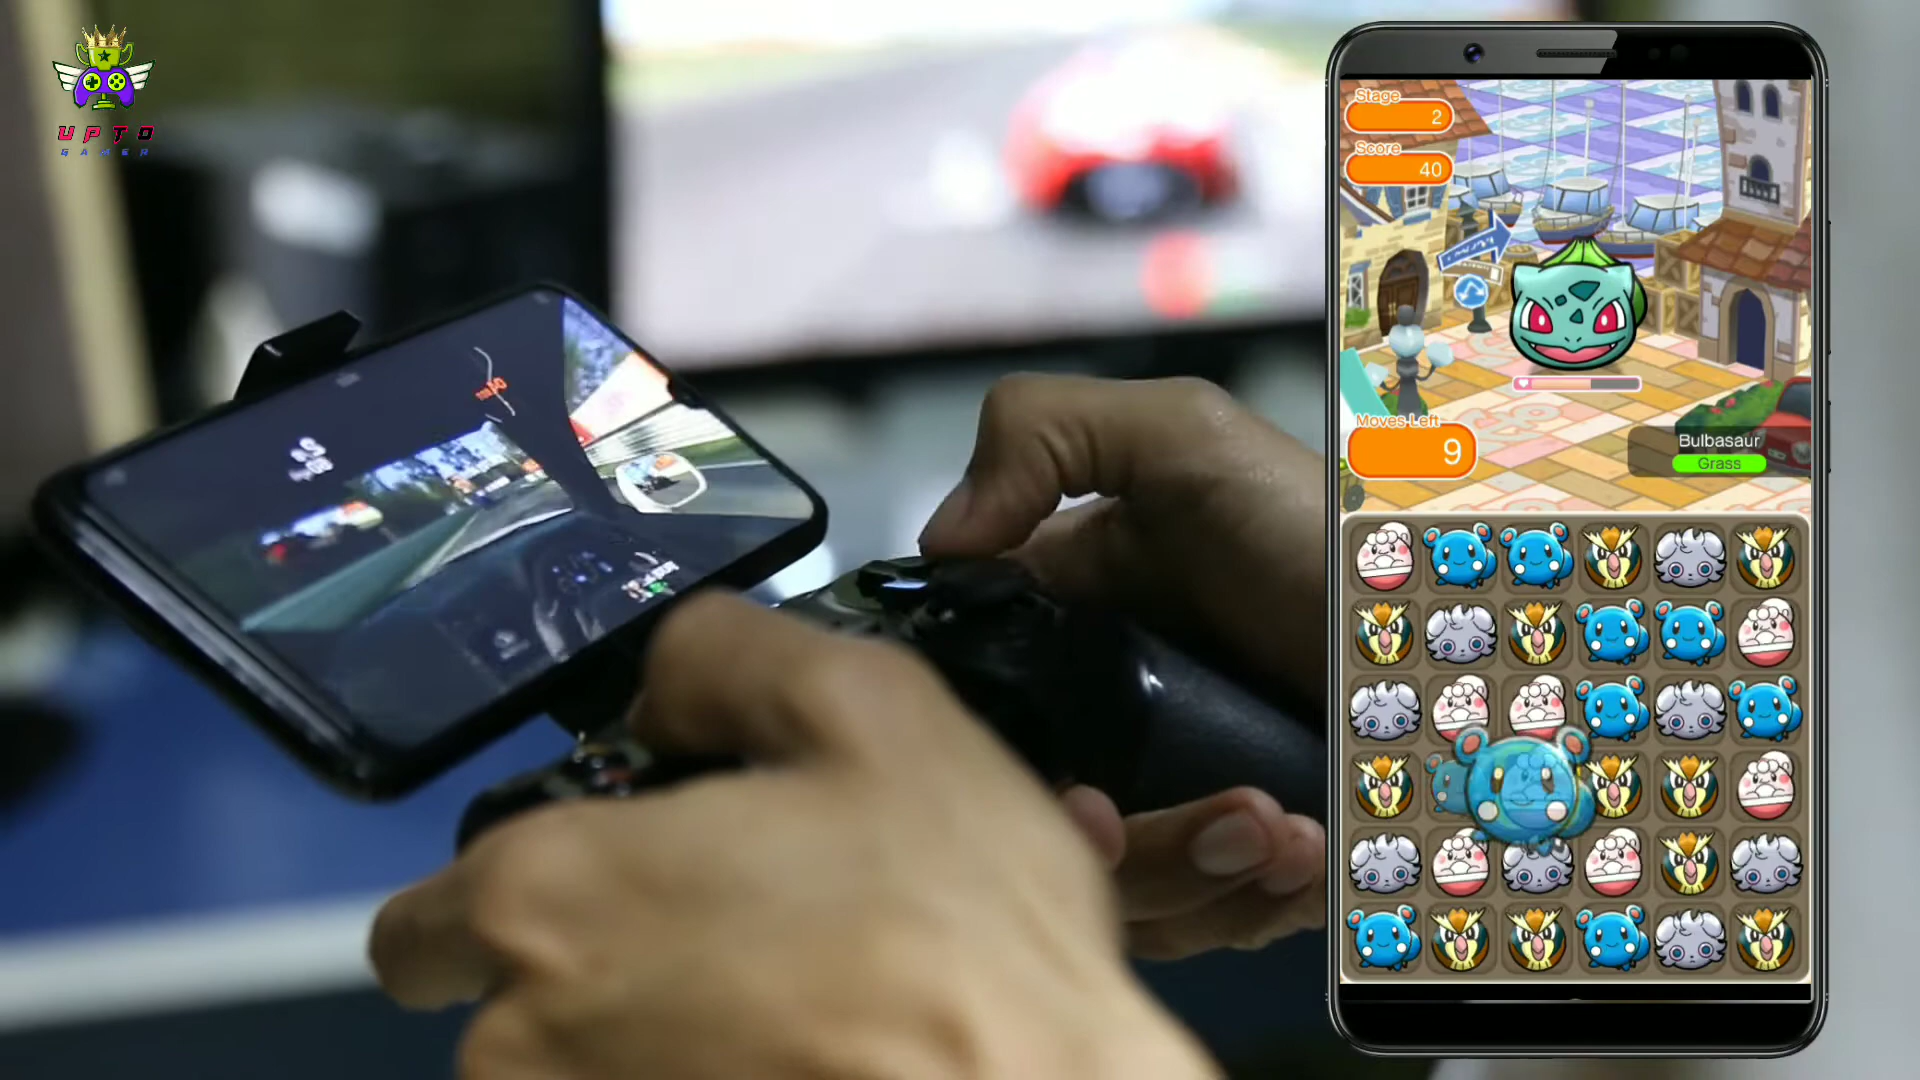 UPTO
GAMER
Stage
2
Score
40
Moves Left
9
Bulbasaur
Grass